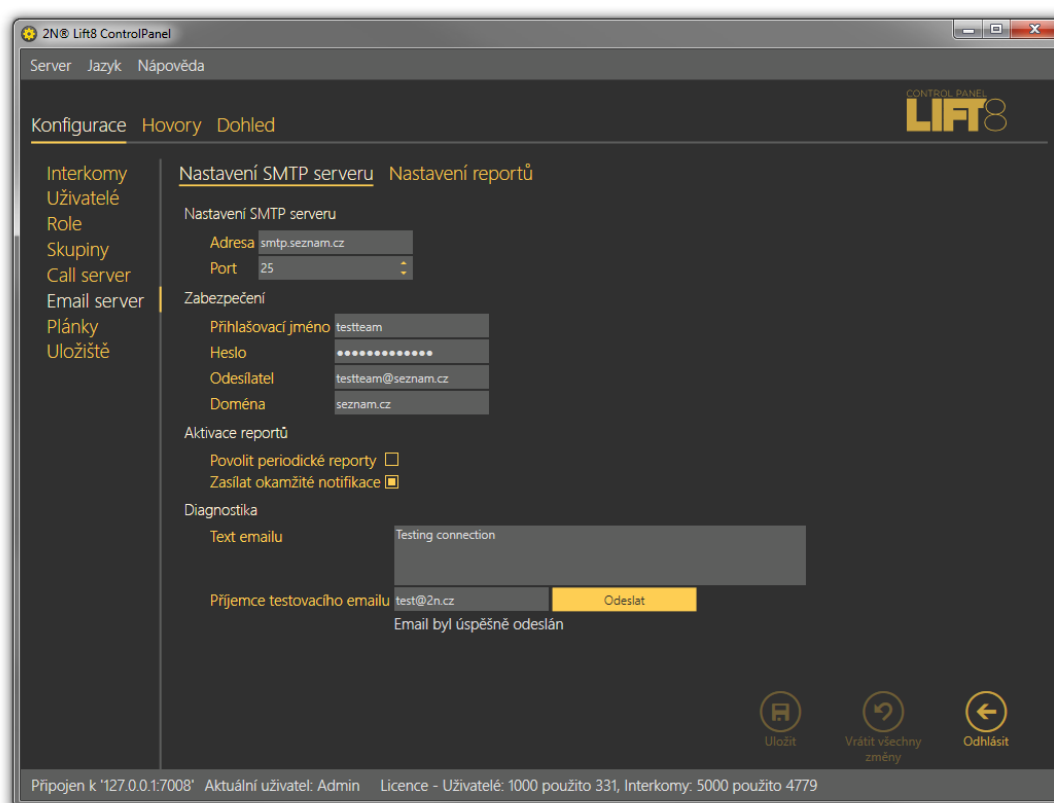 2N® Lift8 ControlPanel
Server Jazyk Nápověda
CONTROL PANEL
LIFT8
Konfigurace Hovory Dohled
Interkomy
Uživatelé
Role
Skupiny
Call server
Email server
Plánky
Uložiště
Nastavení SMTP serveru Nastavení reportů
Nastavení SMTP serveru
Adresa smtp.seznam.cz
Port 25
Zabezpečení
Přihlašovací jméno testteam
Heslo •••••••••••••
Odesílatel testteam@seznam.cz
Doména seznam.cz
Aktivace reportů
Povolit periodické reporty
Zasílat okamžité notifikace
Diagnostika
Text emailu Testing connection
Příjemce testovacího emailu test@2n.cz Odeslat
Email byl úspěšně odeslán
Uložit Vrátit všechny Odhlásit
změny
Připojen k '127.0.0.1:7008' Aktuální uživatel: Admin Licence - Uživatelé: 1000 použito 331, Interkomy: 5000 použito 4779